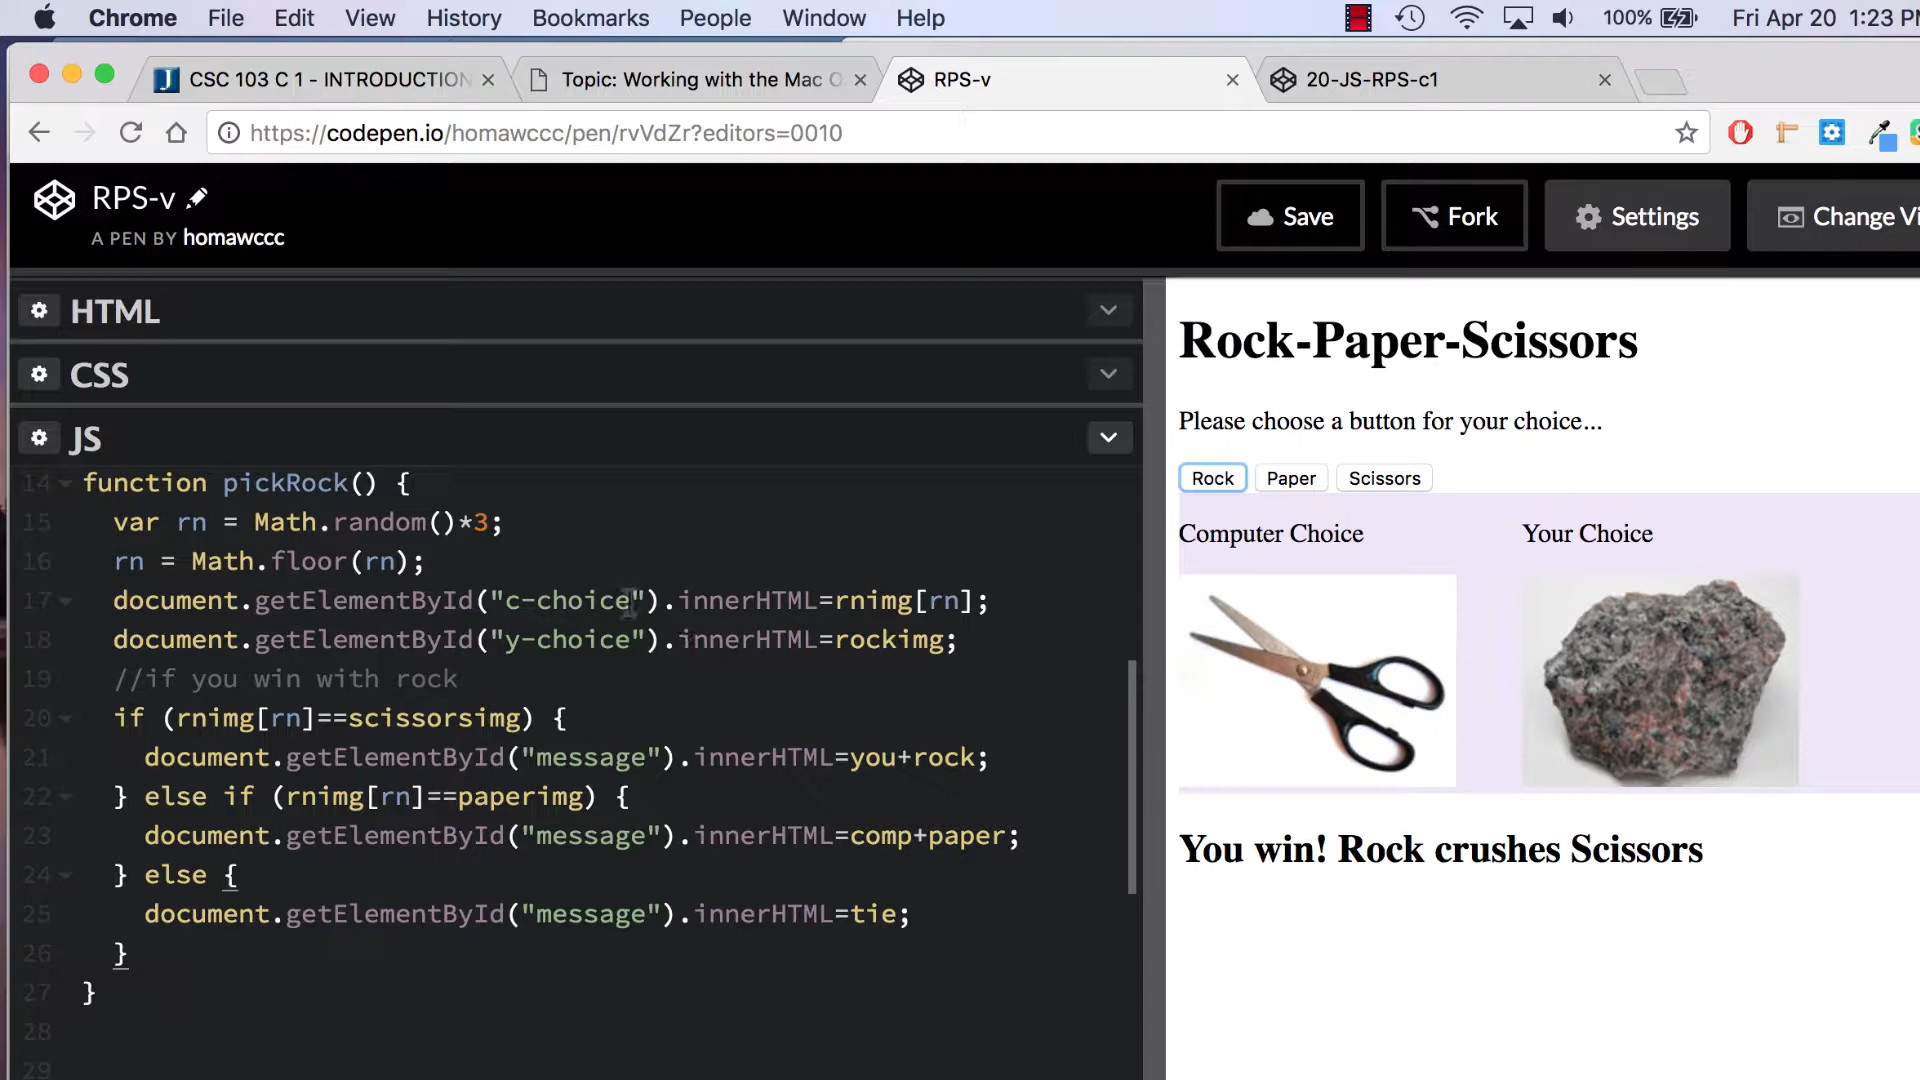 Chrome File Edit View History Bookmarks People Window Help 100% Fri Apr 20 1:23 PM
CSC 103 C 1 - INTRODUCTION Topic: Working with the Mac O RPS-v 20-JS-RPS-c1
https://codepen.io/homawccc/pen/rvVdZr?editors=0010
RPS-v
A PEN BY homawccc
Save Fork Settings Change Vi
HTML
CSS
JS
14 function pickRock() {
15 var rn = Math.random()*3;
16 rn = Math.floor(rn);
17 document.getElementById("c-choice").innerHTML=rnimg[rn];
18 document.getElementById("y-choice").innerHTML=rockimg;
19 //if you win with rock
20 if (rnimg[rn]==scissorsimg) {
21 document.getElementById("message").innerHTML=you+rock;
22 } else if (rnimg[rn]==paperimg) {
23 document.getElementById("message").innerHTML=comp+paper;
24 } else {
25 document.getElementById("message").innerHTML=tie;
26 }
27 }
28
29
Rock-Paper-Scissors
Please choose a button for your choice...
Rock Paper Scissors
Computer Choice Your Choice
You win! Rock crushes Scissors